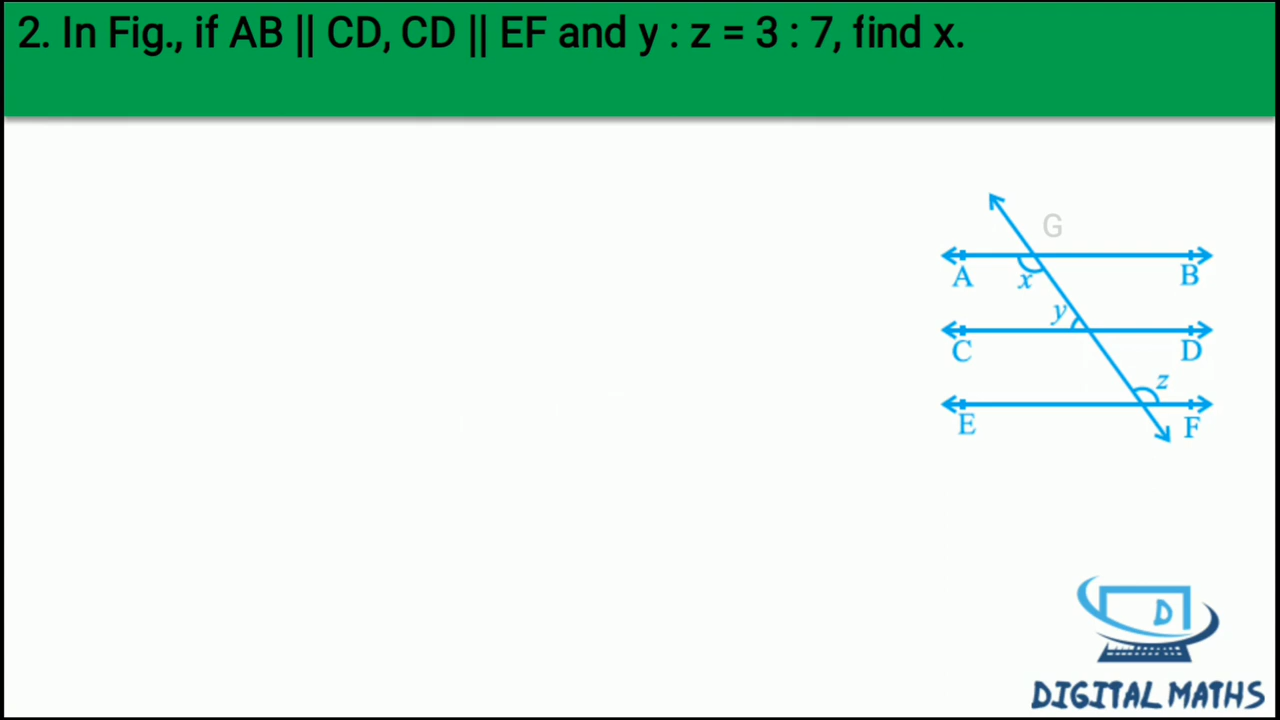 2. In Fig., if AB || CD, CD || EF and y : z = 3 : 7, find x.
G
A
B
x
y
C
D
z
E
F
D
DIGITAL MATHS